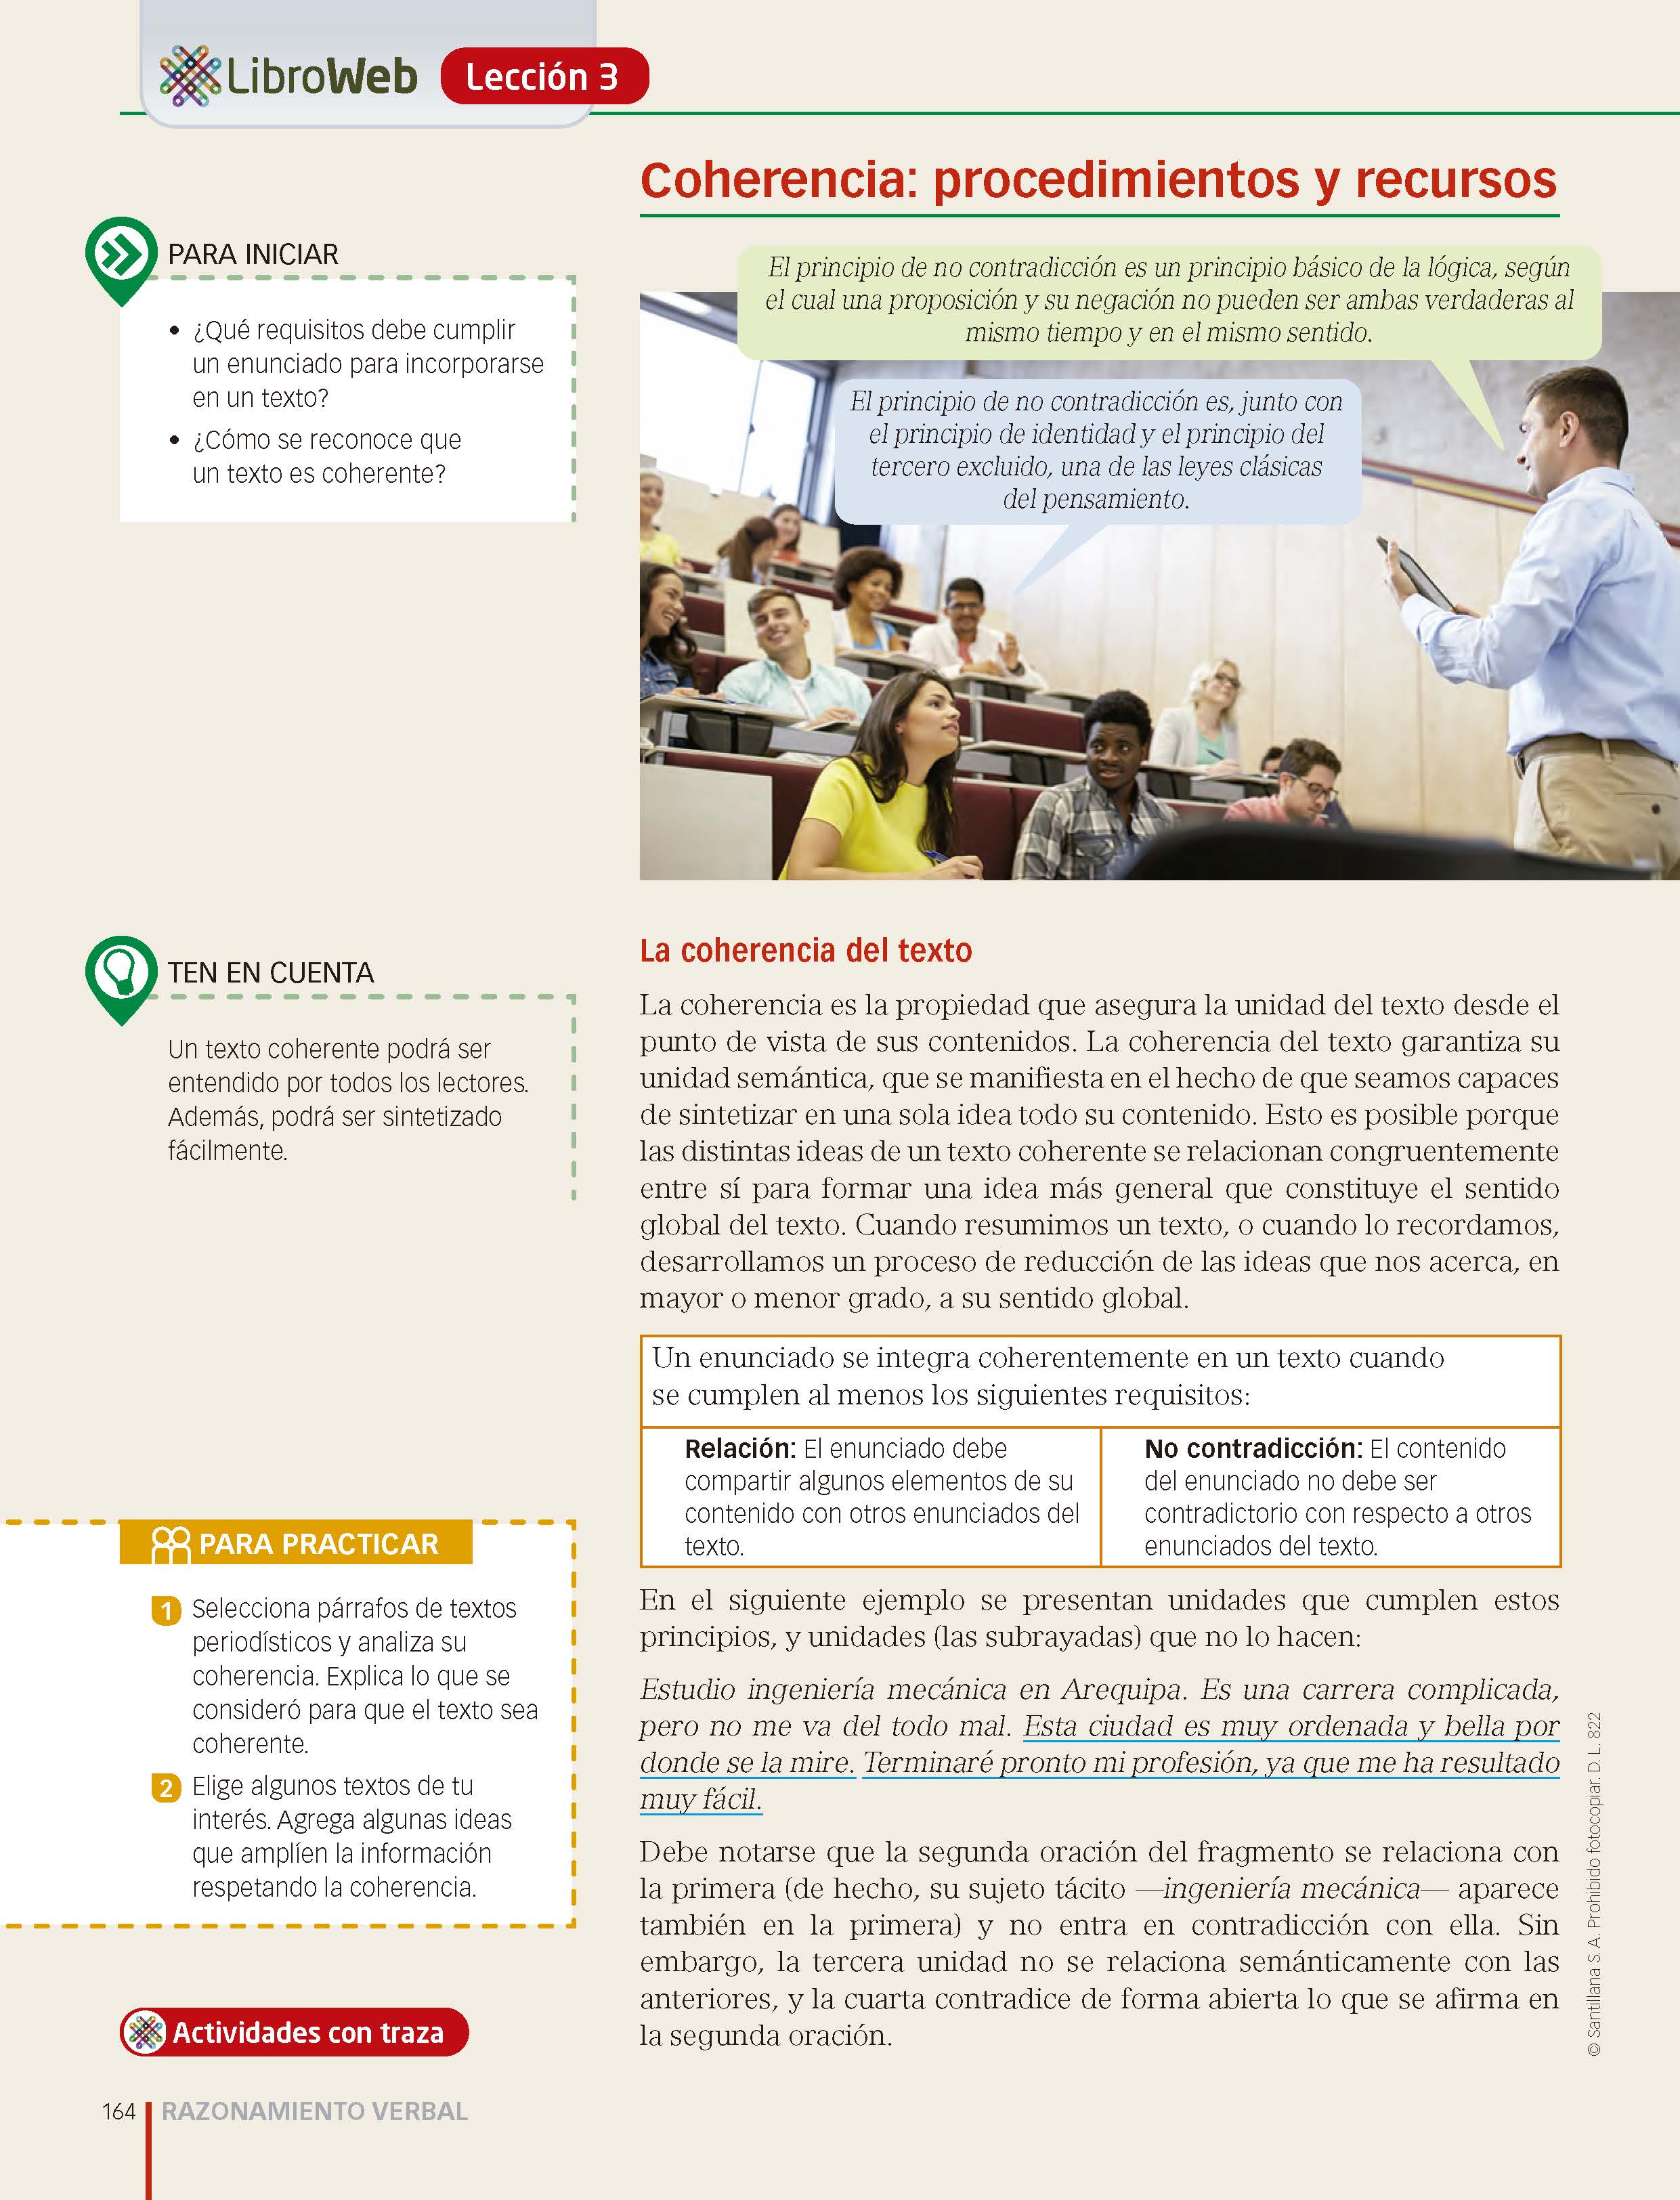 LibroWeb
Lección 3
Coherencia: procedimientos y recursos
PARA INICIAR
• ¿Qué requisitos debe cumplir
un enunciado para incorporarse
en un texto?
• ¿Cómo se reconoce que
un texto es coherente?
El principio de no contradicción es un principio básico de la lógica, según
el cual una proposición y su negación no pueden ser ambas verdaderas al
mismo tiempo y en el mismo sentido.
El principio de no contradicción es, junto con
el principio de identidad y el principio del
tercero excluido, una de las leyes clásicas
del pensamiento.
TEN EN CUENTA
Un texto coherente podrá ser
entendido por todos los lectores.
Además, podrá ser sintetizado
fácilmente.
La coherencia del texto
La coherencia es la propiedad que asegura la unidad del texto desde el
punto de vista de sus contenidos. La coherencia del texto garantiza su
unidad semántica, que se manifiesta en el hecho de que seamos capaces
de sintetizar en una sola idea todo su contenido. Esto es posible porque
las distintas ideas de un texto coherente se relacionan congruentemente
entre sí para formar una idea más general que constituye el sentido
global del texto. Cuando resumimos un texto, o cuando lo recordamos,
desarrollamos un proceso de reducción de las ideas que nos acerca, en
mayor o menor grado, a su sentido global.
Un enunciado se integra coherentemente en un texto cuando
se cumplen al menos los siguientes requisitos:
Relación: El enunciado debe
compartir algunos elementos de su
contenido con otros enunciados del
texto.
No contradicción: El contenido
del enunciado no debe ser
contradictorio con respecto a otros
enunciados del texto.
PARA PRACTICAR
1 Selecciona párrafos de textos
periodísticos y analiza su
coherencia. Explica lo que se
consideró para que el texto sea
coherente.
2 Elige algunos textos de tu
interés. Agrega algunas ideas
que amplíen la información
respetando la coherencia.
En el siguiente ejemplo se presentan unidades que cumplen estos
principios, y unidades (las subrayadas) que no lo hacen:
Estudio ingeniería mecánica en Arequipa. Es una carrera complicada,
pero no me va del todo mal. Esta ciudad es muy ordenada y bella por
donde se la mire. Terminaré pronto mi profesión, ya que me ha resultado
muy fácil.
Debe notarse que la segunda oración del fragmento se relaciona con
la primera (de hecho, su sujeto tácito —ingeniería mecánica— aparece
también en la primera) y no entra en contradicción con ella. Sin
embargo, la tercera unidad no se relaciona semánticamente con las
anteriores, y la cuarta contradice de forma abierta lo que se afirma en
la segunda oración.
Actividades con traza
© Santillana S. A. Prohibido fotocopiar. D. L. 822
164 RAZONAMIENTO VERBAL